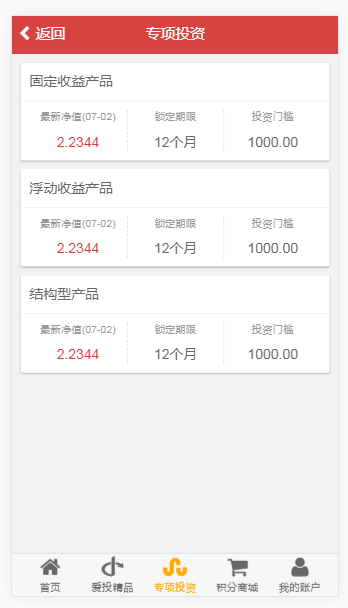 返回 专项投资
固定收益产品
最新净值(07-02) 锁定期限 投资门槛
2.2344 12个月 1000.00
浮动收益产品
最新净值(07-02) 锁定期限 投资门槛
2.2344 12个月 1000.00
结构型产品
最新净值(07-02) 锁定期限 投资门槛
2.2344 12个月 1000.00
首页 爱投精品 专项投资 积分商城 我的账户